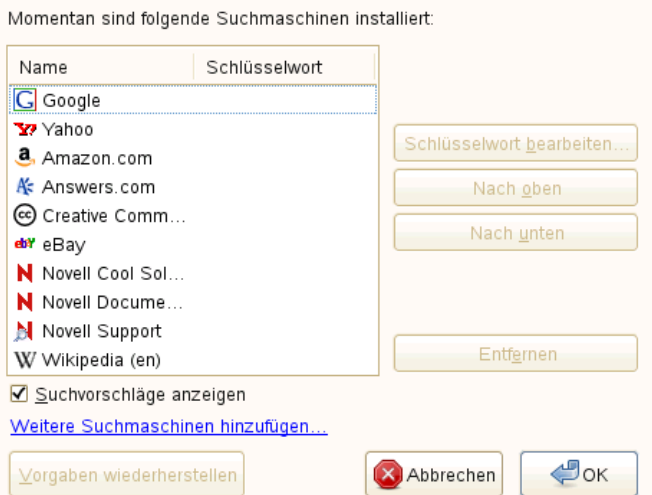 Momentan sind folgende Suchmaschinen installiert:
Name Schlüsselwort
Google
Yahoo
Amazon.com
Answers.com
Creative Comm...
eBay
Novell Cool Sol...
Novell Docume...
Novell Support
Wikipedia (en)
Schlüsselwort bearbeiten...
Nach oben
Nach unten
Entfernen
Suchvorschläge anzeigen
Weitere Suchmaschinen hinzufügen...
Vorgaben wiederherstellen Abbrechen OK